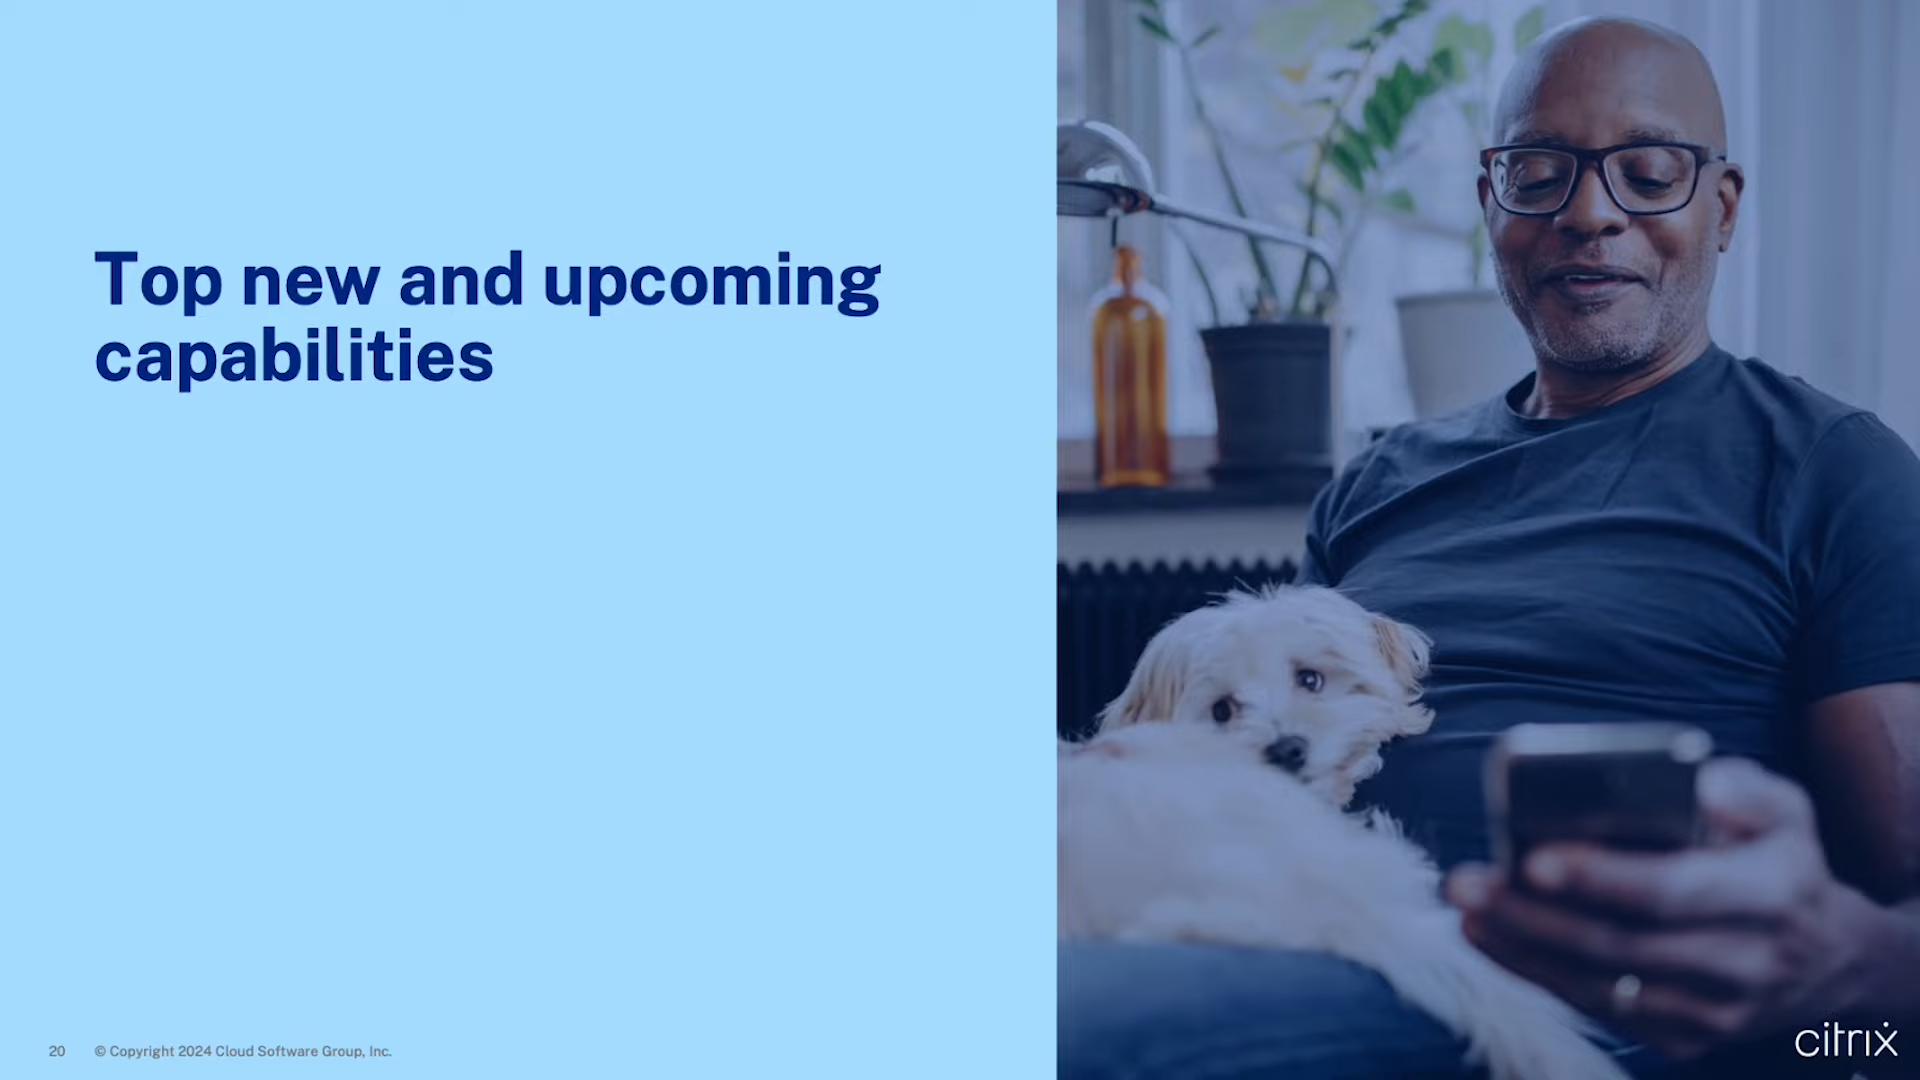 Top new and upcoming
capabilities
20 © Copyright 2024 Cloud Software Group, Inc.
citrix